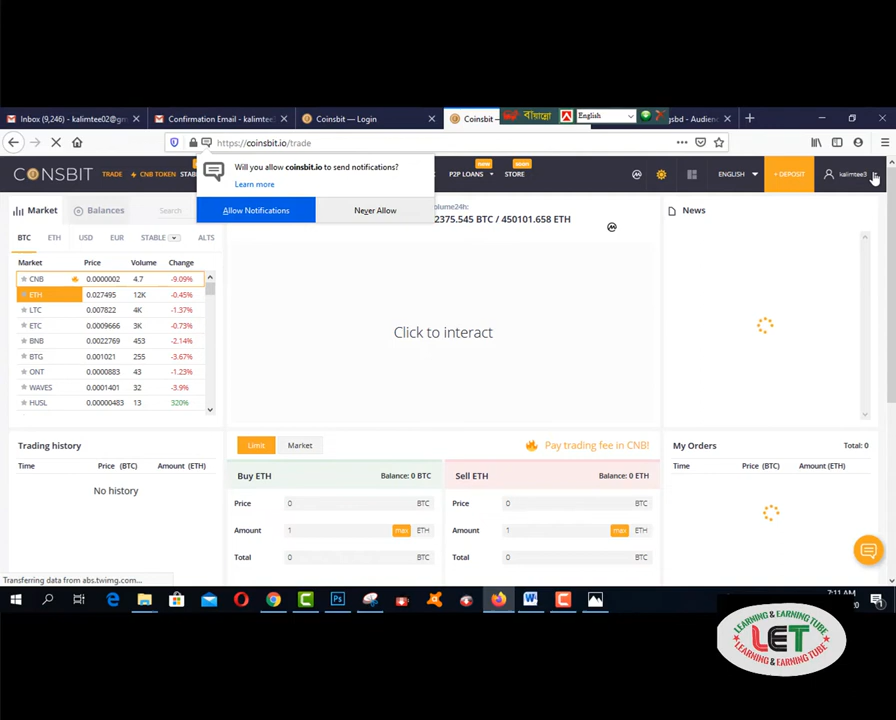 Inbox (9,246) - kalimtee02@gm
Confirmation Email - kalimtee
Coinsbit — Login
Coinsbit —
বায়ান্নো
English
gsbd - Audien
https://coinsbit.io/trade
CONSBIT
TRADE
CNB TOKEN
P2P LOANS
STORE
soon
ENGLISH
+ DEPOSIT
kalimtee3
Will you allow coinsbit.io to send notifications?
Learn more
Allow Notifications
Never Allow
2375.545 BTC / 450101.658 ETH
Market
Balances
Search
News
BTC ETH USD EUR STABLE ALTS
Market Price Volume Change
CNB 0.0000002 4.7 -9.09%
ETH 0.027495 12K -0.45%
LTC 0.007822 4K -1.37%
ETC 0.0009666 3K -0.73%
BNB 0.0022769 453 -2.14%
BTG 0.001021 255 -3.67%
ONT 0.0000883 43 -1.23%
WAVES 0.0001401 32 -3.9%
HUSL 0.00000483 13 320%
Click to interact
Trading history
Time Price (BTC) Amount (ETH)
No history
Limit
Market
Pay trading fee in CNB!
Buy ETH Balance: 0 BTC
Price 0 BTC
Amount 1 max ETH
Total 0 BTC
Sell ETH Balance: 0 ETH
Price 0 BTC
Amount 1 max ETH
Total 0 BTC
My Orders Total: 0
Time Price (BTC) Amount (ETH)
Transferring data from abs.twimg.com...
7:11 AM
LEARNING & EARNING TUBE
LET
LEARNING & EARNING TUBE